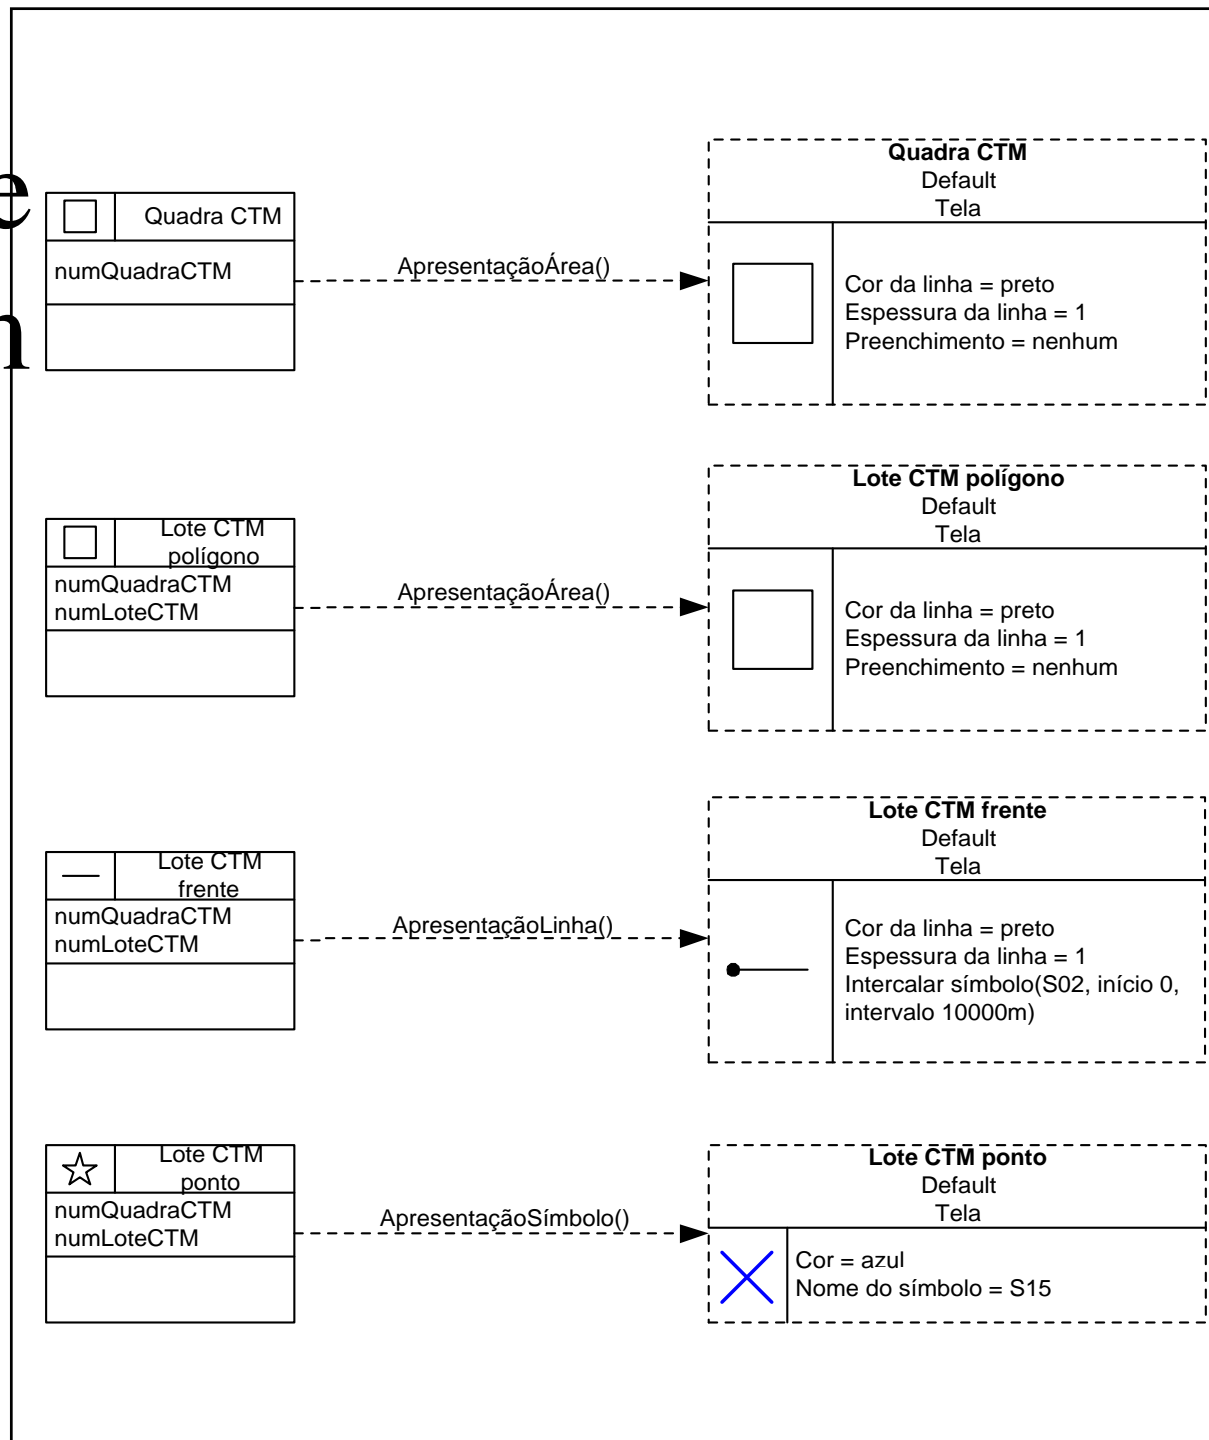 e
n
Quadra CTM
numQuadraCTM
ApresentaçãoÁrea()
Quadra CTM
Default
Tela
Cor da linha = preto
Espessura da linha = 1
Preenchimento = nenhum
Lote CTM
polígono
numQuadraCTM
numLoteCTM
ApresentaçãoÁrea()
Lote CTM polígono
Default
Tela
Cor da linha = preto
Espessura da linha = 1
Preenchimento = nenhum
Lote CTM
frente
numQuadraCTM
numLoteCTM
ApresentaçãoLinha()
Lote CTM frente
Default
Tela
Cor da linha = preto
Espessura da linha = 1
Intercalar símbolo(S02, início 0,
intervalo 10000m)
Lote CTM
ponto
numQuadraCTM
numLoteCTM
ApresentaçãoSímbolo()
Lote CTM ponto
Default
Tela
Cor = azul
Nome do símbolo = S15